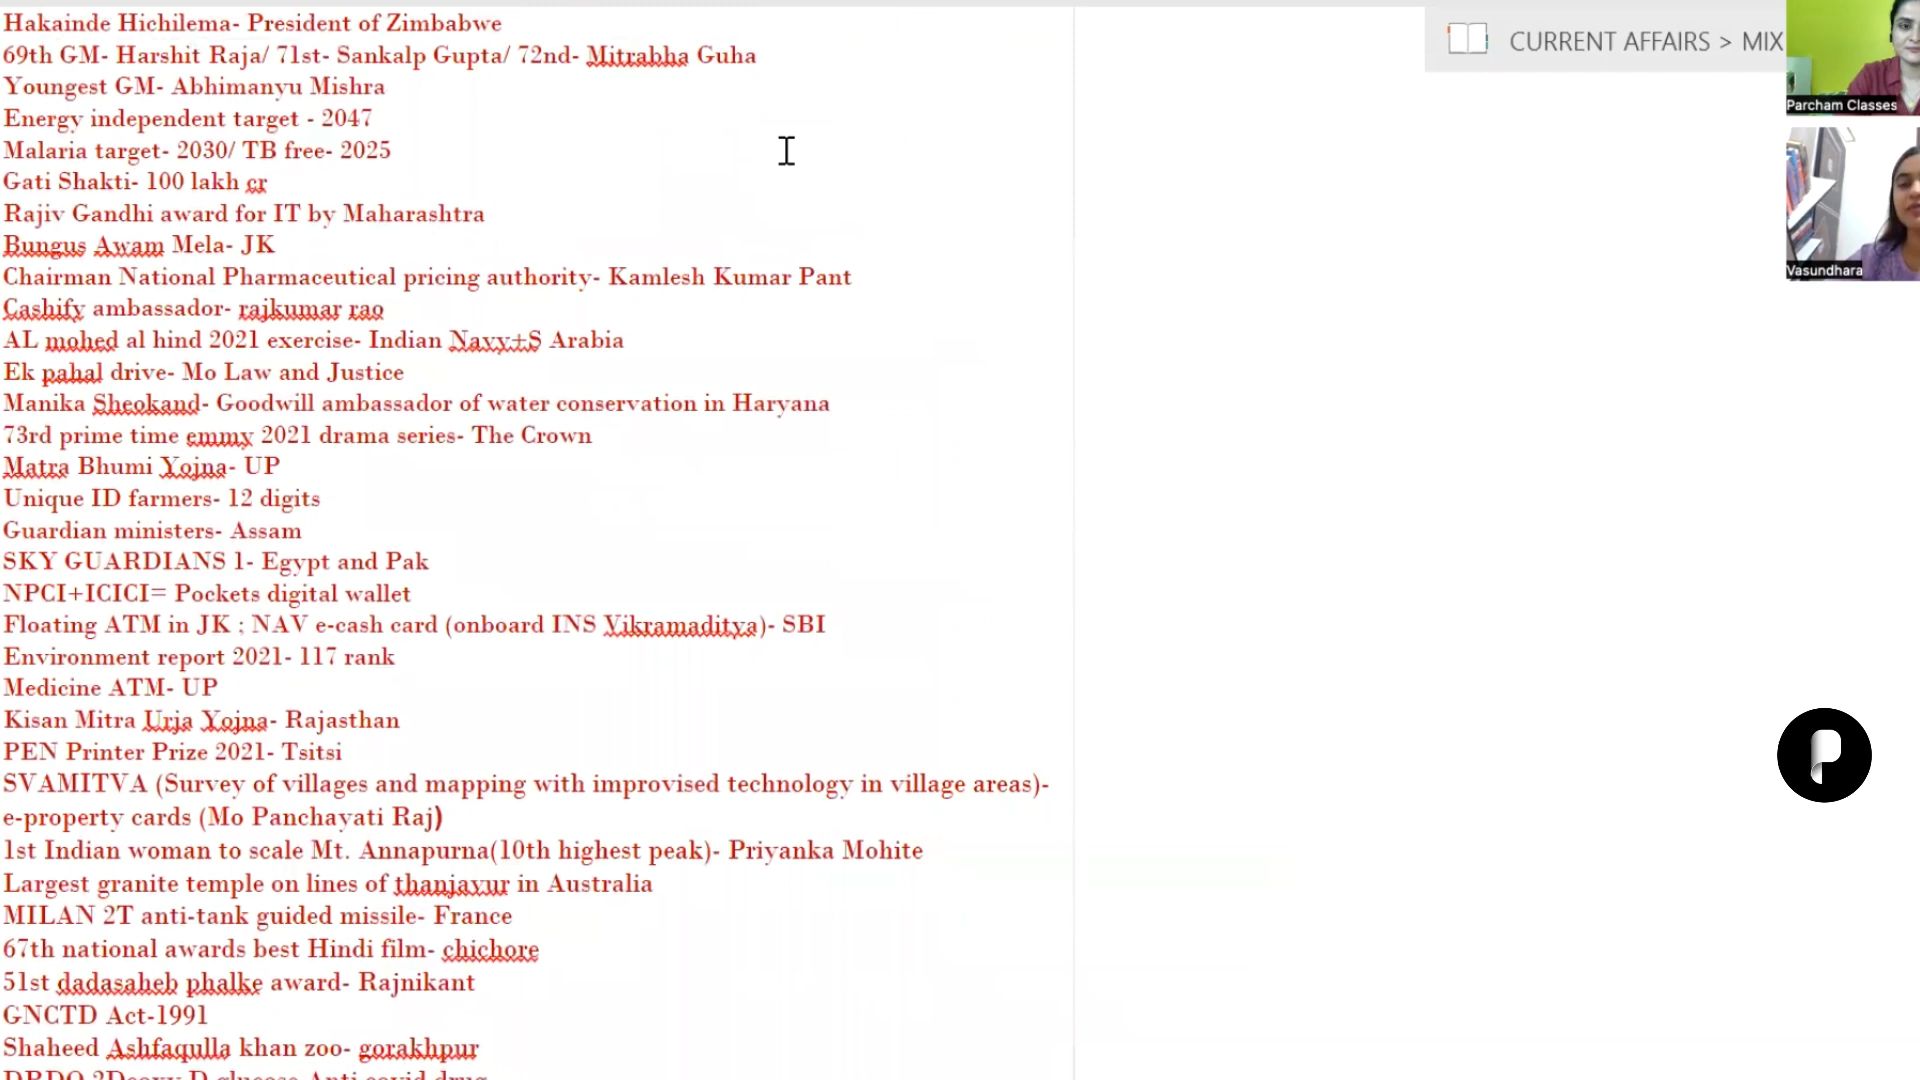 Hakainde Hichilema- President of Zimbabwe
69th GM- Harshit Raja/ 71st- Sankalp Gupta/ 72nd- Mitrabha Guha
Youngest GM- Abhimanyu Mishra
Energy independent target - 2047
Malaria target- 2030/ TB free- 2025
Gati Shakti- 100 lakh cr
Rajiv Gandhi award for IT by Maharashtra
Bungus Awam Mela- JK
Chairman National Pharmaceutical pricing authority- Kamlesh Kumar Pant
Cashify ambassador- rajkumar rao
AL mohed al hind 2021 exercise- Indian Navy+S Arabia
Ek pahal drive- Mo Law and Justice
Manika Sheokand- Goodwill ambassador of water conservation in Haryana
73rd prime time emmy 2021 drama series- The Crown
Matra Bhumi Yojna- UP
Unique ID farmers- 12 digits
Guardian ministers- Assam
SKY GUARDIANS 1- Egypt and Pak
NPCI+ICICI= Pockets digital wallet
Floating ATM in JK ; NAV e-cash card (onboard INS Vikramaditya)- SBI
Environment report 2021- 117 rank
Medicine ATM- UP
Kisan Mitra Urja Yojna- Rajasthan
PEN Printer Prize 2021- Tsitsi
SVAMITVA (Survey of villages and mapping with improvised technology in village areas)-
e-property cards (Mo Panchayati Raj)
1st Indian woman to scale Mt. Annapurna(10th highest peak)- Priyanka Mohite
Largest granite temple on lines of thanjavur in Australia
MILAN 2T anti-tank guided missile- France
67th national awards best Hindi film- chichore
51st dadasaheb phalke award- Rajnikant
GNCTD Act-1991
Shaheed Ashfaqulla khan zoo- gorakhpur
DRDO 2Deoxy D glucose Anti covid drug
CURRENT AFFAIRS > MIX
Parcham Classes
Vasundhara
P